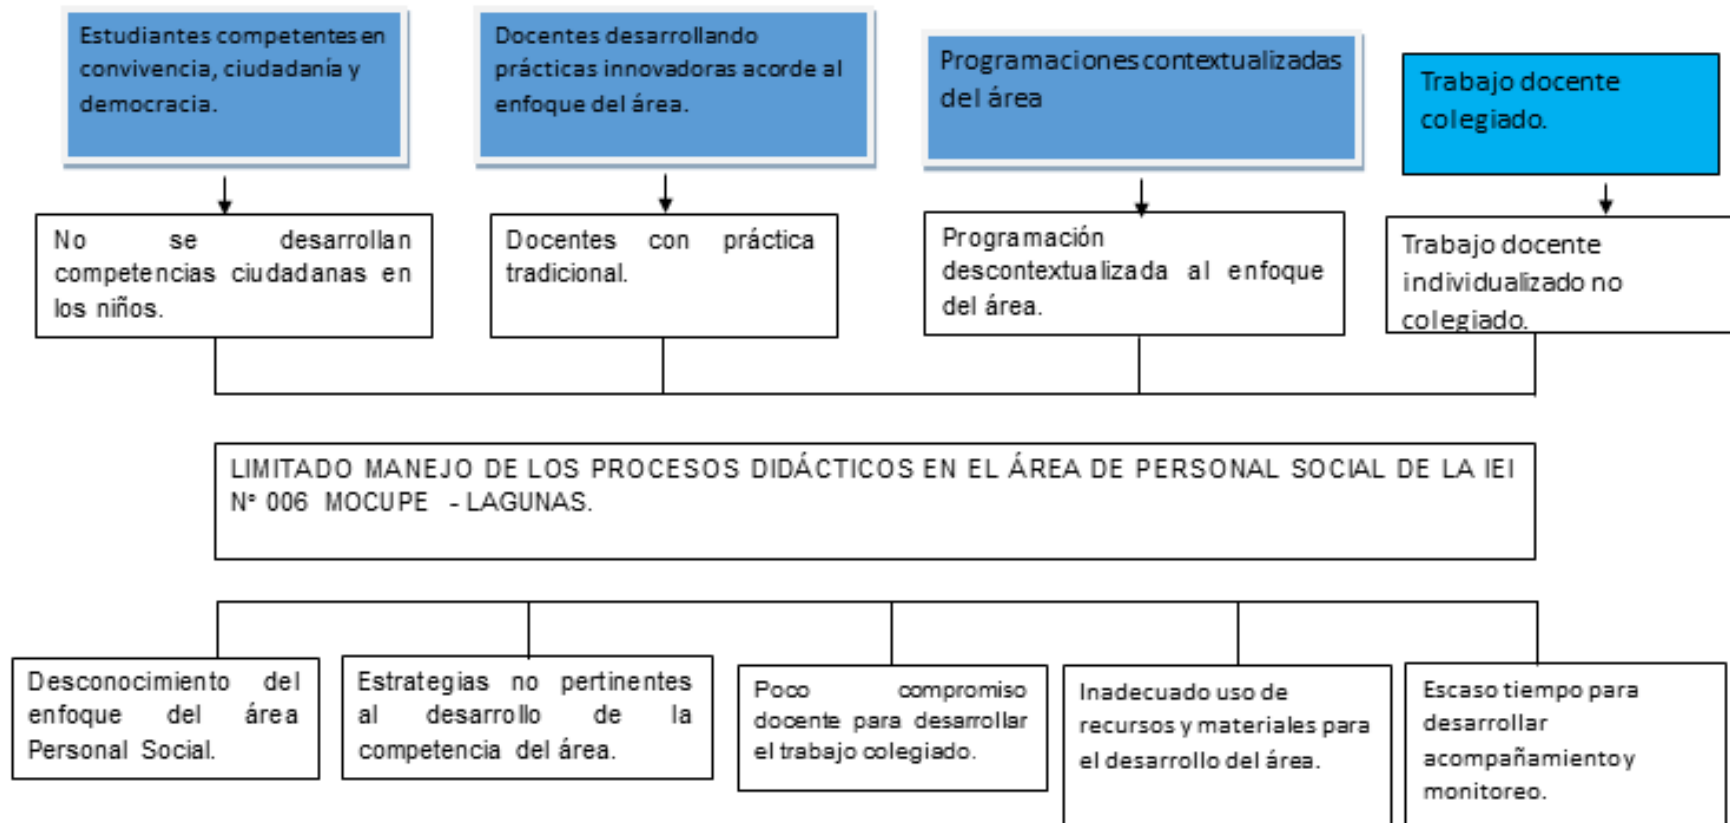 Estudiantes competentes en
convivencia, ciudadanía y
democracia.
Docentes desarrollando
prácticas innovadoras acorde al
enfoque del área.
Programaciones contextualizadas
del área
Trabajo docente
colegiado.
No se desarrollan
competencias ciudadanas en
los niños.
Docentes con práctica
tradicional.
Programación
descontextualizada al enfoque
del área.
Trabajo docente
individualizado no
colegiado.
LIMITADO MANEJO DE LOS PROCESOS DIDÁCTICOS EN EL ÁREA DE PERSONAL SOCIAL DE LA IEI
N° 006 MOCUPE - LAGUNAS.
Desconocimiento del
enfoque del área
Personal Social.
Estrategias no pertinentes
al desarrollo de la
competencia del área.
Poco compromiso
docente para desarrollar
el trabajo colegiado.
Inadecuado uso de
recursos y materiales para
el desarrollo del área.
Escaso tiempo para
desarrollar
acompañamiento y
monitoreo.